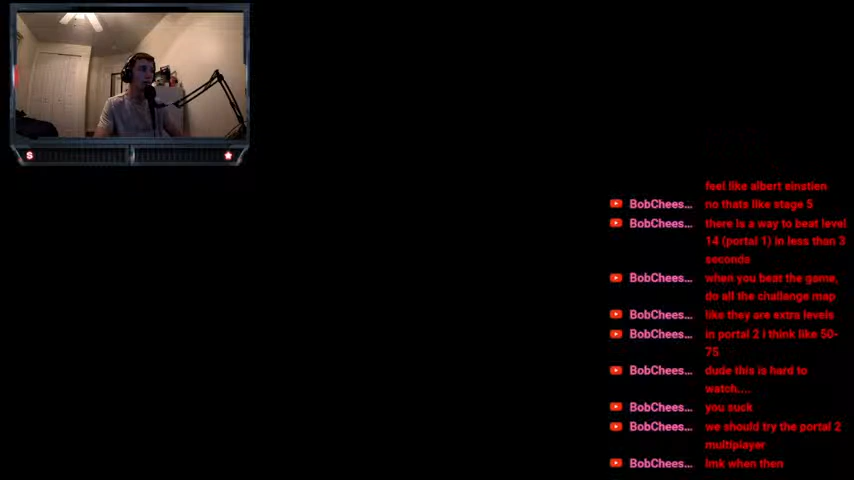 feel like albert einstien
BobChees... no thats like stage 5
BobChees... there is a way to beat level
14 (portal 1) in less than 3
seconds
BobChees... when you beat the game,
do all the challenge map
BobChees... like they are extra levels
BobChees... in portal 2 i think like 50-
75
BobChees... dude this is hard to
watch....
BobChees... you suck
BobChees... we should try the portal 2
multiplayer
BobChees... lmk when then